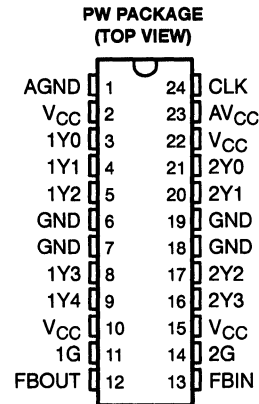 PW PACKAGE
(TOP VIEW)
AGND 1 24 CLK
VCC 2 23 AVCC
1Y0 3 22 VCC
1Y1 4 21 2Y0
1Y2 5 20 2Y1
GND 6 19 GND
GND 7 18 GND
1Y3 8 17 2Y2
1Y4 9 16 2Y3
VCC 10 15 VCC
1G 11 14 2G
FBOUT 12 13 FBIN